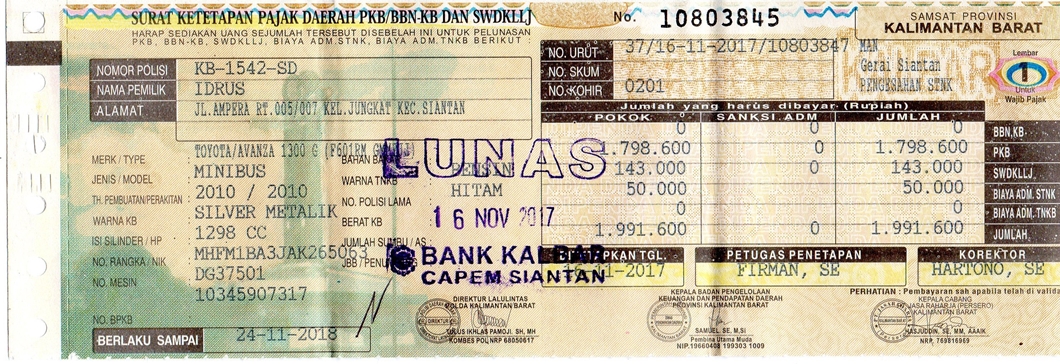 SURAT KETETAPAN PAJAK DAERAH PKB/BBN-KB DAN SWDKLLJ
HARAP SEDIAKAN UANG SEJUMLAH TERSEBUT DISEBELAH INI UNTUK PELUNASAN
PKB, BBN-KB, SWDKLLJ, BIAYA ADM.STNK, BIAYA ADM.TNKB BERIKUT :
No. 10803845
SAMSAT PROVINSI
KALIMANTAN BARAT
NO. URUT 37/16-11-2017/10803847 MAN
NO. SKUM
NO. KOHIR 0201
Gerai Siantan
PENGESAHAN STNK
Lembar
1
Untuk
Wajib Pajak
NOMOR POLISI KB-1542-SD
NAMA PEMILIK IDRUS
ALAMAT JL.AMPERA RT.005/007 KEL.JUNGKAT KEC.SIANTAN
Jumlah yang harus dibayar (Rupiah)
POKOK SANKSI ADM JUMLAH
0 0 0 BBN.KB
1.798.600 0 1.798.600 PKB
143.000 0 143.000 SWDKLLJ
50.000 50.000 BIAYA ADM. STNK
0 0 BIAYA ADM. TNKB
1.991.600 0 1.991.600 JUMLAH
MERK / TYPE TOYOTA/AVANZA 1300 G (F601RM
JENIS / MODEL MINIBUS
TH. PEMBUATAN/PERAKITAN 2010 / 2010
WARNA KB SILVER METALIK
ISI SILINDER / HP 1298 CC
NO. RANGKA / NIK MHFM1BA3JAK265063
NO. MESIN DG37501
NO. BPKB 10345907317
BERLAKU SAMPAI 24-11-2018
BAHAN BENSIN
WARNA TNKB HITAM
NO. POLISI LAMA
BERAT KB
JUMLAH SUMBU / AS :
LUNAS
16 NOV 2017
BANK KALBAR
CAPEM SIANTAN
TGL. PETUGAS PENETAPAN KOREKTOR
11-2017 FIRMAN, SE HARTONO, SE
PERHATIAN : Pembayaran sah apabila telah di valida
DIREKTUR LALULINTAS
POLDA KALIMANTAN BARAT
DIREKTUR
TULUS IKHLAS PAMOJI. SH, MH
KOMBES POL NRP 68050617
KEPALA BADAN PENGELOLAAN
KEUANGAN DAN PENDAPATAN DAERAH
PROVINSI KALIMANTAN BARAT
SAMUEL. SE, M.Si
Pembina Utama Muda
NIP.19660408 199303 1009
KEPALA CABANG
JASA RAHARJA (PERSERO)
KALIMANTAN BARAT
HASJUDDIN. SE, MM, AAAIK
NRP, 769816969